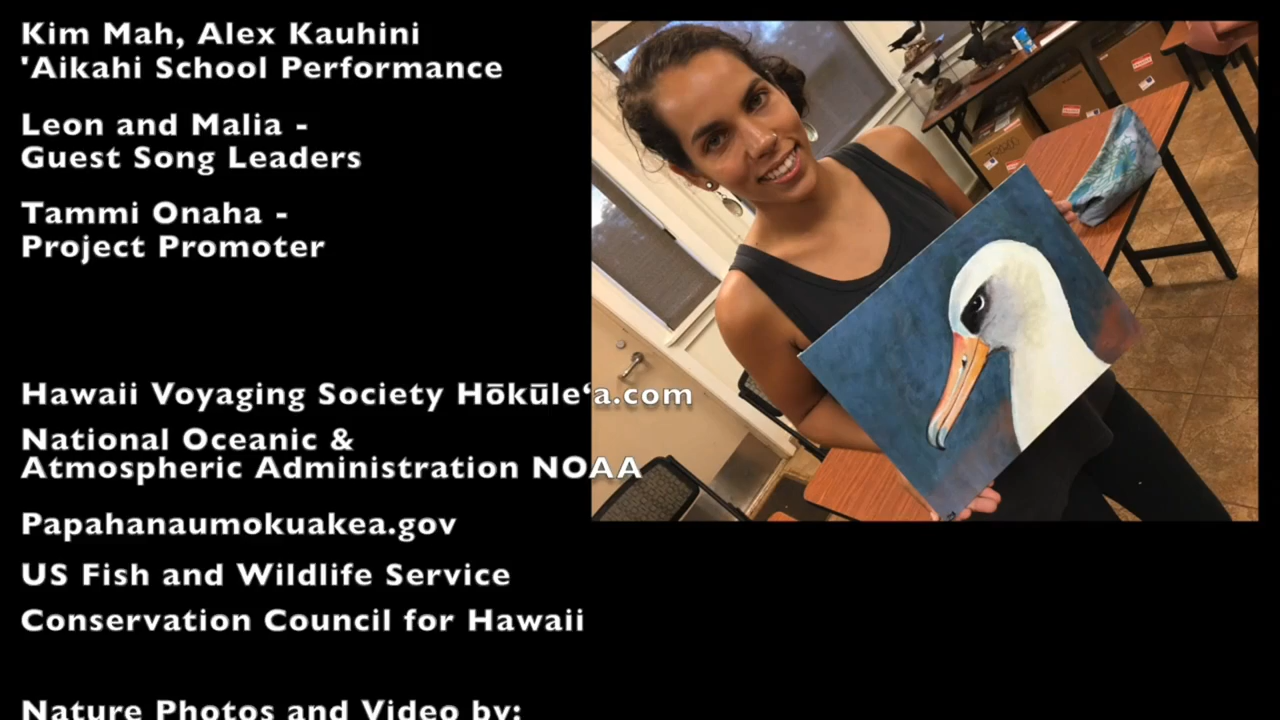 Kim Mah, Alex Kauhini
'Aikahi School Performance
Leon and Malia -
Guest Song Leaders
Tammi Onaha -
Project Promoter
Hawaii Voyaging Society Hōkūle‘a.com
National Oceanic &
Atmospheric Administration NOAA
Papahanaumokuakea.gov
US Fish and Wildlife Service
Conservation Council for Hawaii
Nature Photos and Video by: